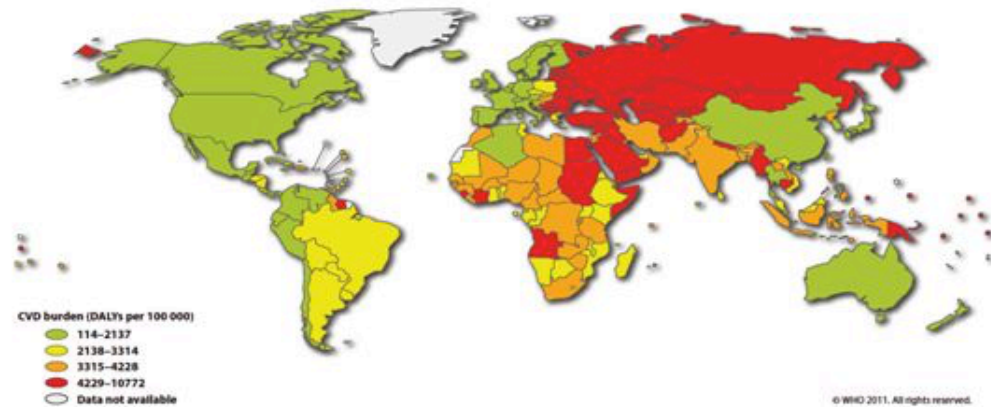 CVD burden (DALYs per 100 000)
114–2137
2138–3314
3315–4228
4229–10772
Data not available
© WHO 2011. All rights reserved.